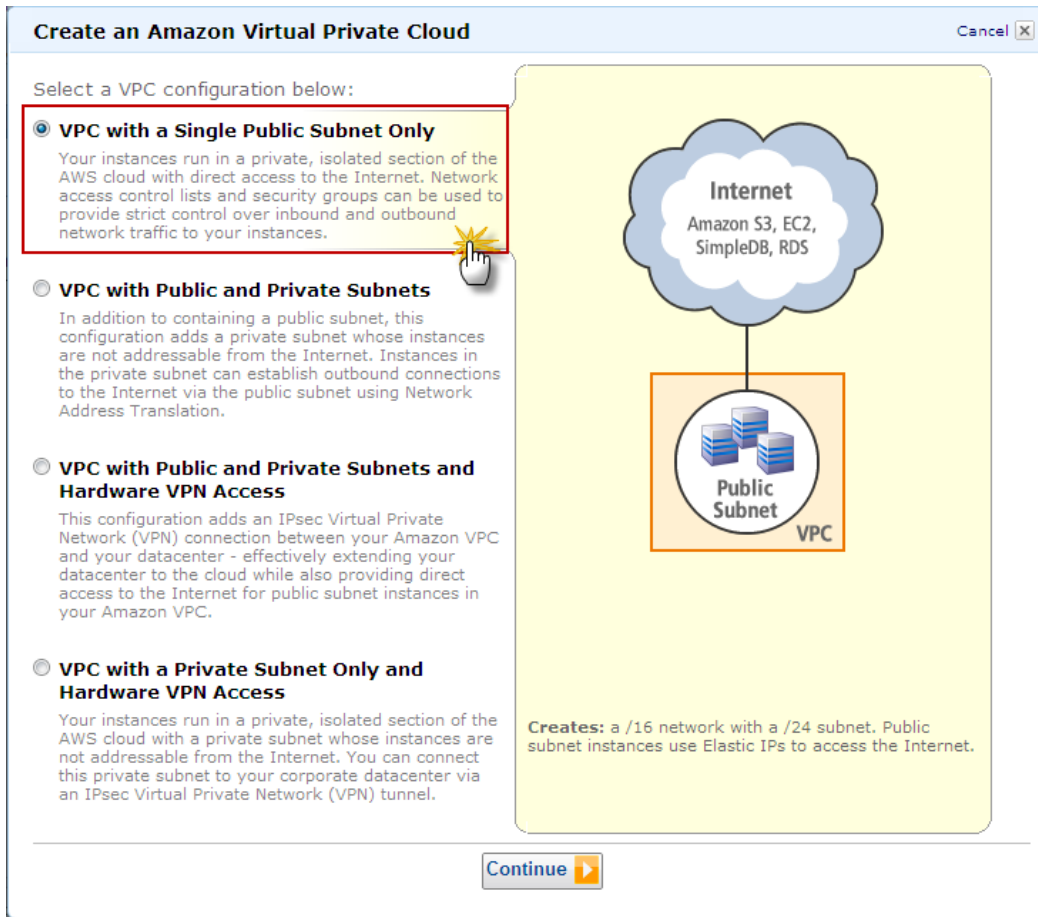 Create an Amazon Virtual Private Cloud
Cancel
Select a VPC configuration below:
VPC with a Single Public Subnet Only
Your instances run in a private, isolated section of the
AWS cloud with direct access to the Internet. Network
access control lists and security groups can be used to
provide strict control over inbound and outbound
network traffic to your instances.
VPC with Public and Private Subnets
In addition to containing a public subnet, this
configuration adds a private subnet whose instances
are not addressable from the Internet. Instances in
the private subnet can establish outbound connections
to the Internet via the public subnet using Network
Address Translation.
VPC with Public and Private Subnets and
Hardware VPN Access
This configuration adds an IPsec Virtual Private
Network (VPN) connection between your Amazon VPC
and your datacenter - effectively extending your
datacenter to the cloud while also providing direct
access to the Internet for public subnet instances in
your Amazon VPC.
VPC with a Private Subnet Only and
Hardware VPN Access
Your instances run in a private, isolated section of the
AWS cloud with a private subnet whose instances are
not addressable from the Internet. You can connect
this private subnet to your corporate datacenter via
an IPsec Virtual Private Network (VPN) tunnel.
Internet
Amazon S3, EC2,
SimpleDB, RDS
Public
Subnet
VPC
Creates: a /16 network with a /24 subnet. Public
subnet instances use Elastic IPs to access the Internet.
Continue